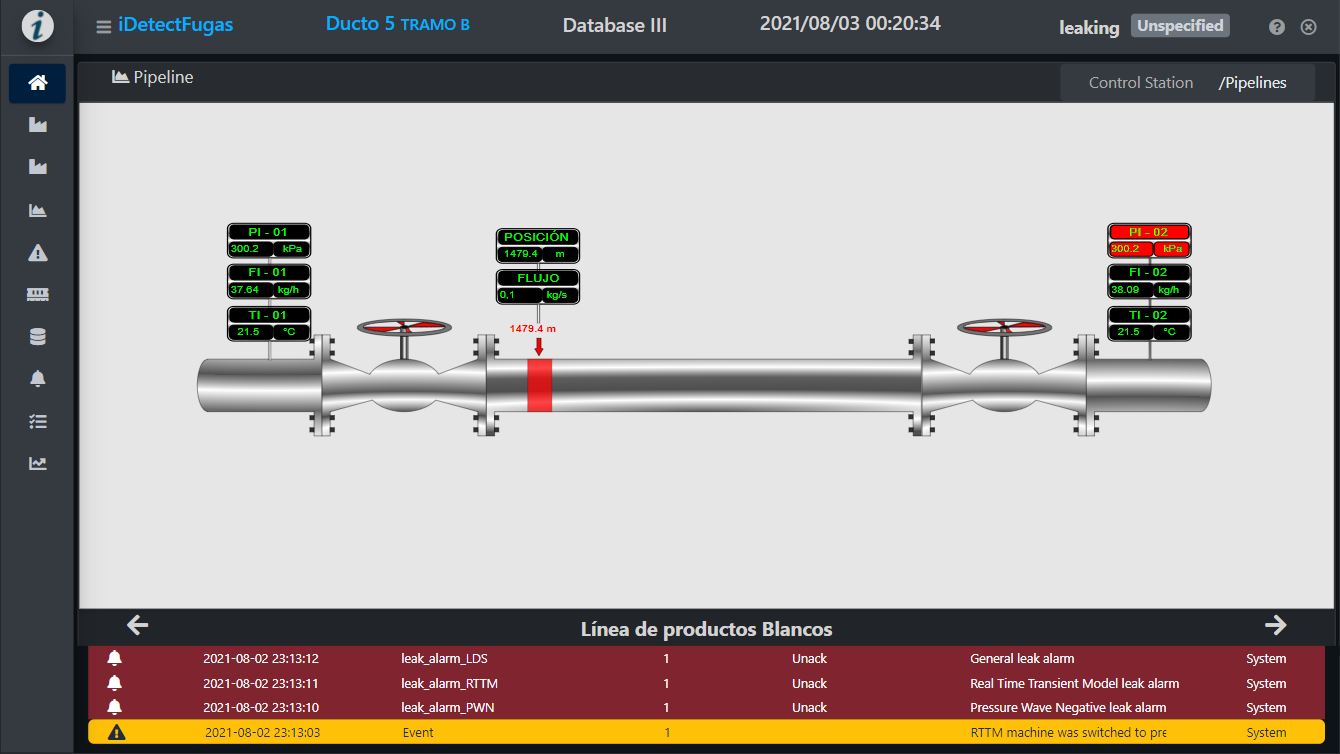 iDetectFugas Ducto 5 TRAMO B Database III 2021/08/03 00:20:34 leaking Unspecified
Pipeline Control Station /Pipelines
PI - 01
300.2 kPa
FI - 01
37.64 kg/h
TI - 01
21.5 °C
POSICIÓN
1479.4 m
FLUJO
0,1 kg/s
1479.4 m
PI - 02
300.2 kPa
FI - 02
38.09 kg/h
TI - 02
21.5 °C
Línea de productos Blancos
2021-08-02 23:13:12 leak_alarm_LDS 1 Unack General leak alarm System
2021-08-02 23:13:11 leak_alarm_RTTM 1 Unack Real Time Transient Model leak alarm System
2021-08-02 23:13:10 leak_alarm_PWN 1 Unack Pressure Wave Negative leak alarm System
2021-08-02 23:13:03 Event 1 RTTM machine was switched to pre System